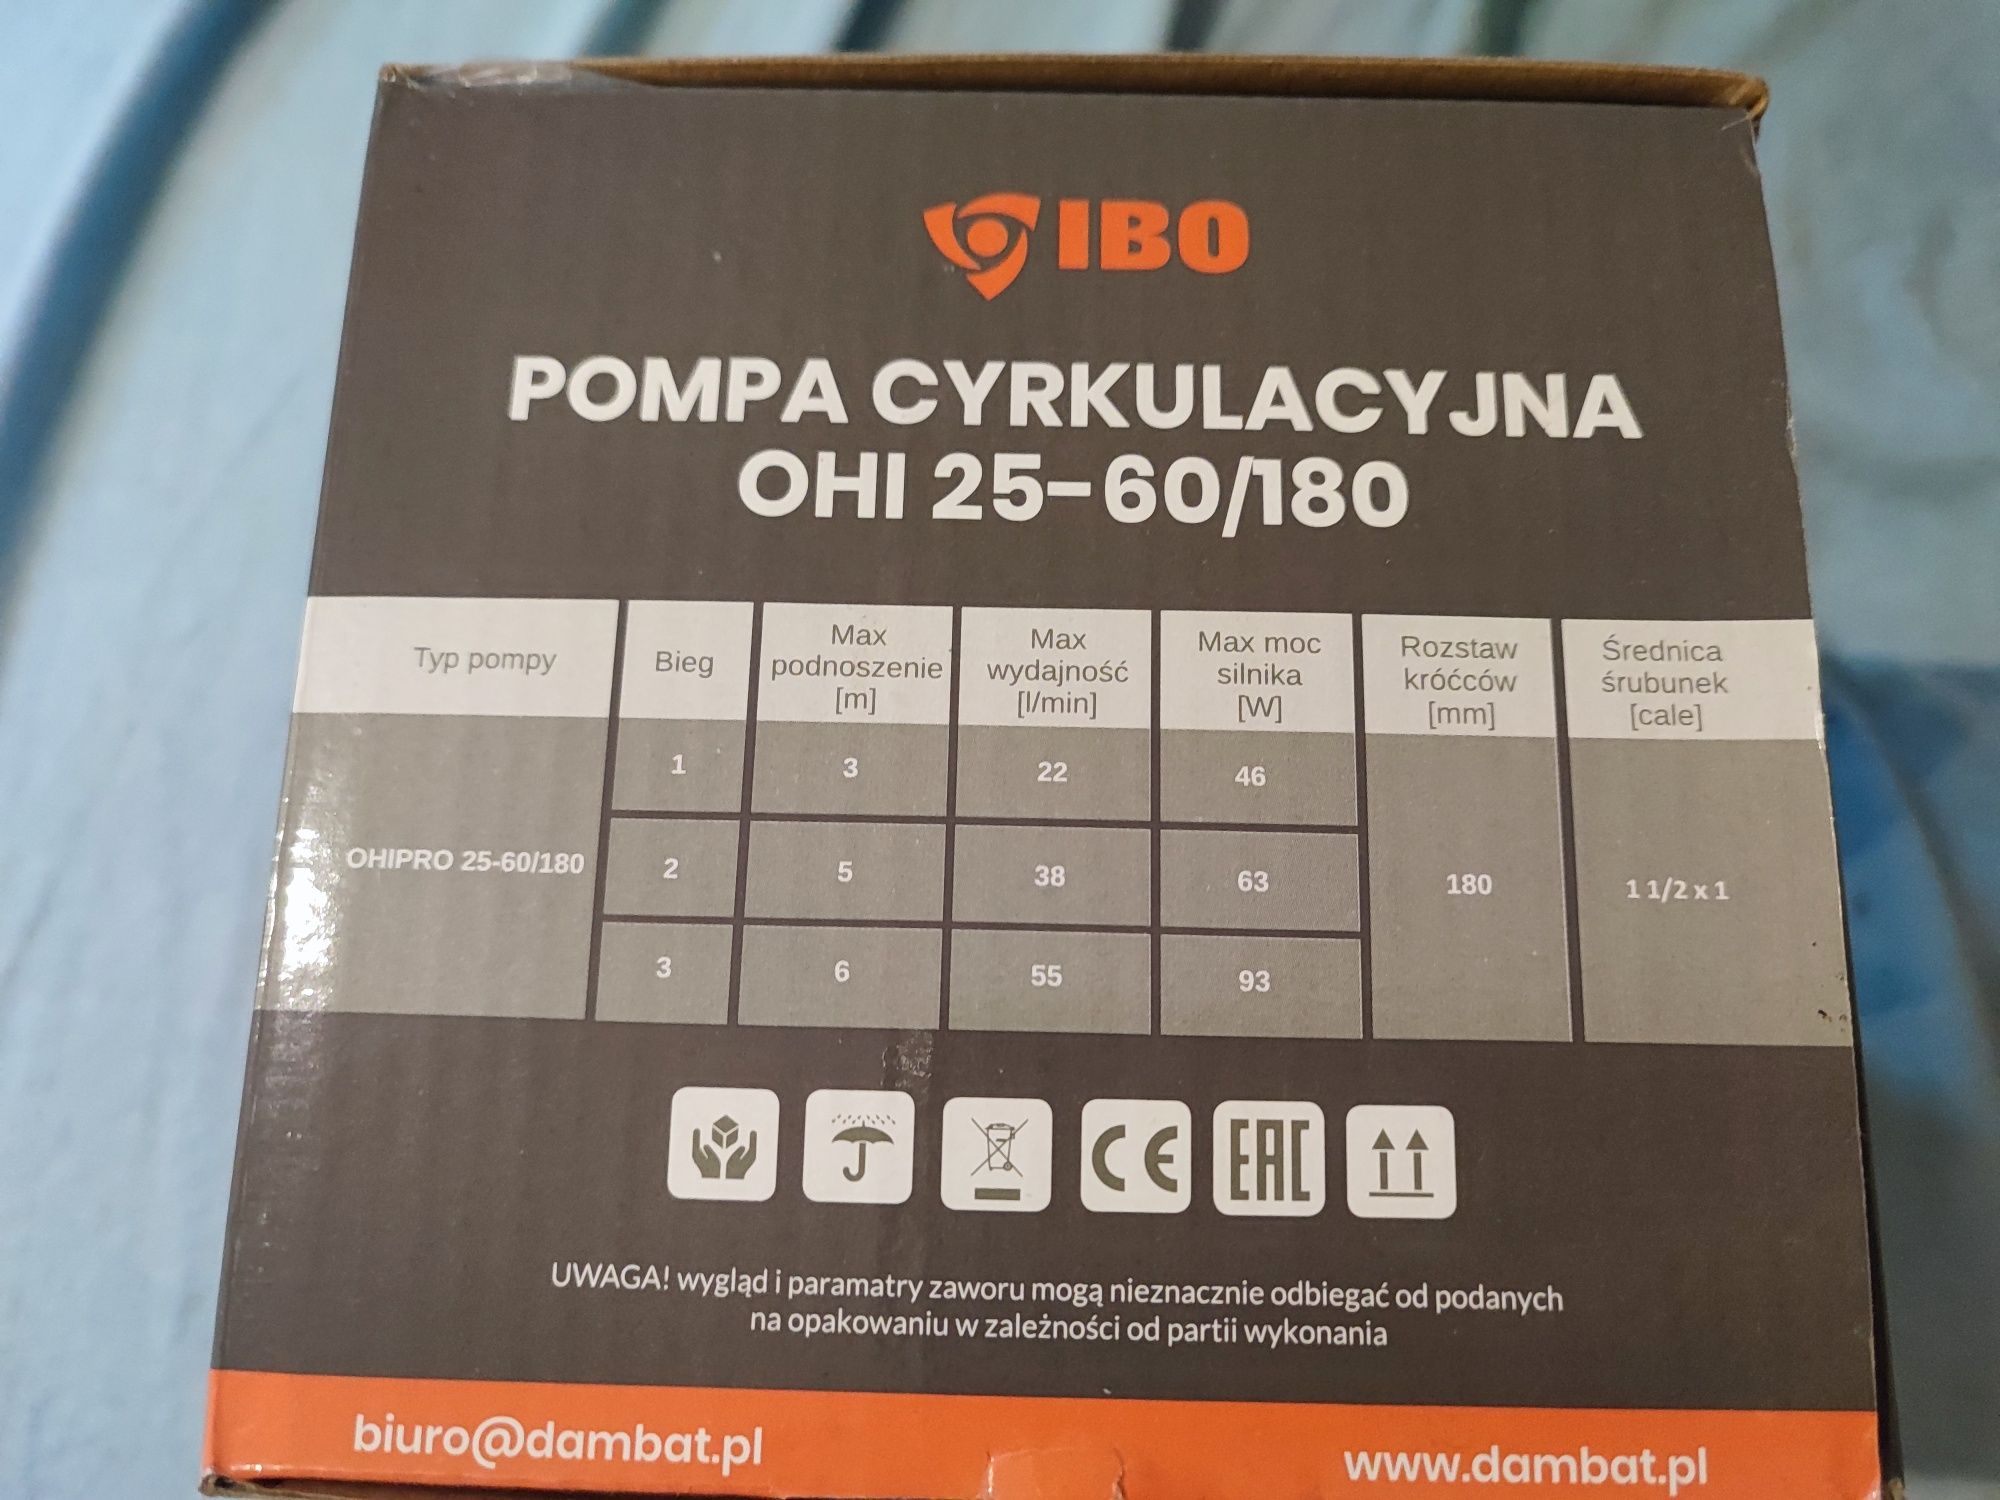 IBO
POMPA CYRKULACYJNA
OHI 25-60/180
Typ pompy
Bieg
Max
podnoszenie
[m]
Max
wydajność
[l/min]
Max moc
silnika
[W]
Rozstaw
króćców
[mm]
Średnica
śrubunek
[cale]
OHIPRO 25-60/180
1 3 22 46
2 5 38 63
3 6 55 93
180
1 1/2 x 1
CE
EAC
UWAGA! wygląd i paramatry zaworu mogą nieznacznie odbiegać od podanych
na opakowaniu w zależności od partii wykonania
biuro@dambat.pl
www.dambat.pl